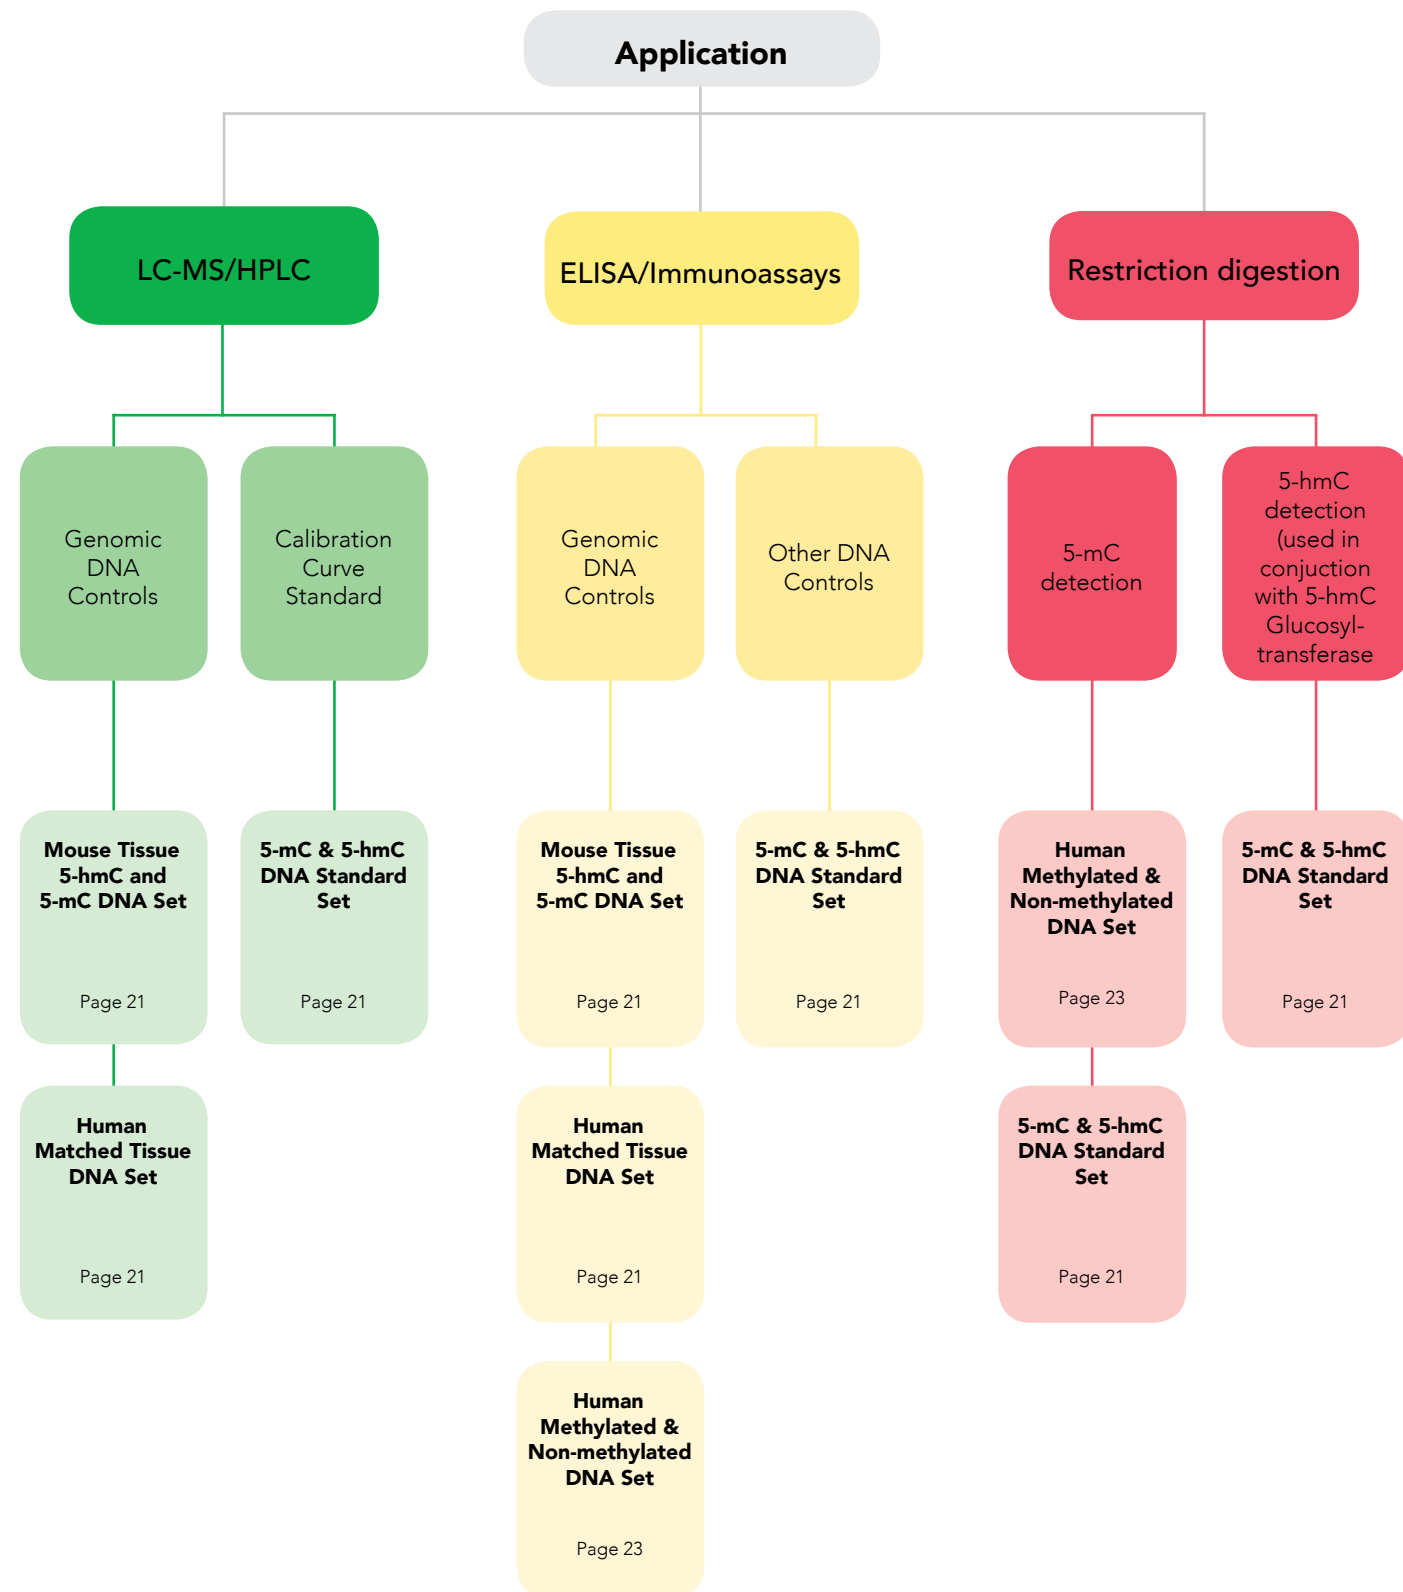 Application
LC-MS/HPLC
ELISA/Immunoassays
Restriction digestion
Genomic
DNA
Controls
Calibration
Curve
Standard
Genomic
DNA
Controls
Other DNA
Controls
5-mC
detection
5-hmC
detection
(used in
conjuction
with 5-hmC
Glucosyl-
transferase
Mouse Tissue
5-hmC and
5-mC DNA Set
Page 21
5-mC & 5-hmC
DNA Standard
Set
Page 21
Mouse Tissue
5-hmC and
5-mC DNA Set
Page 21
5-mC & 5-hmC
DNA Standard
Set
Page 21
Human
Methylated &
Non-methylated
DNA Set
Page 23
5-mC & 5-hmC
DNA Standard
Set
Page 21
Human
Matched Tissue
DNA Set
Page 21
Human
Matched Tissue
DNA Set
Page 21
5-mC & 5-hmC
DNA Standard
Set
Page 21
Human
Methylated &
Non-methylated
DNA Set
Page 23